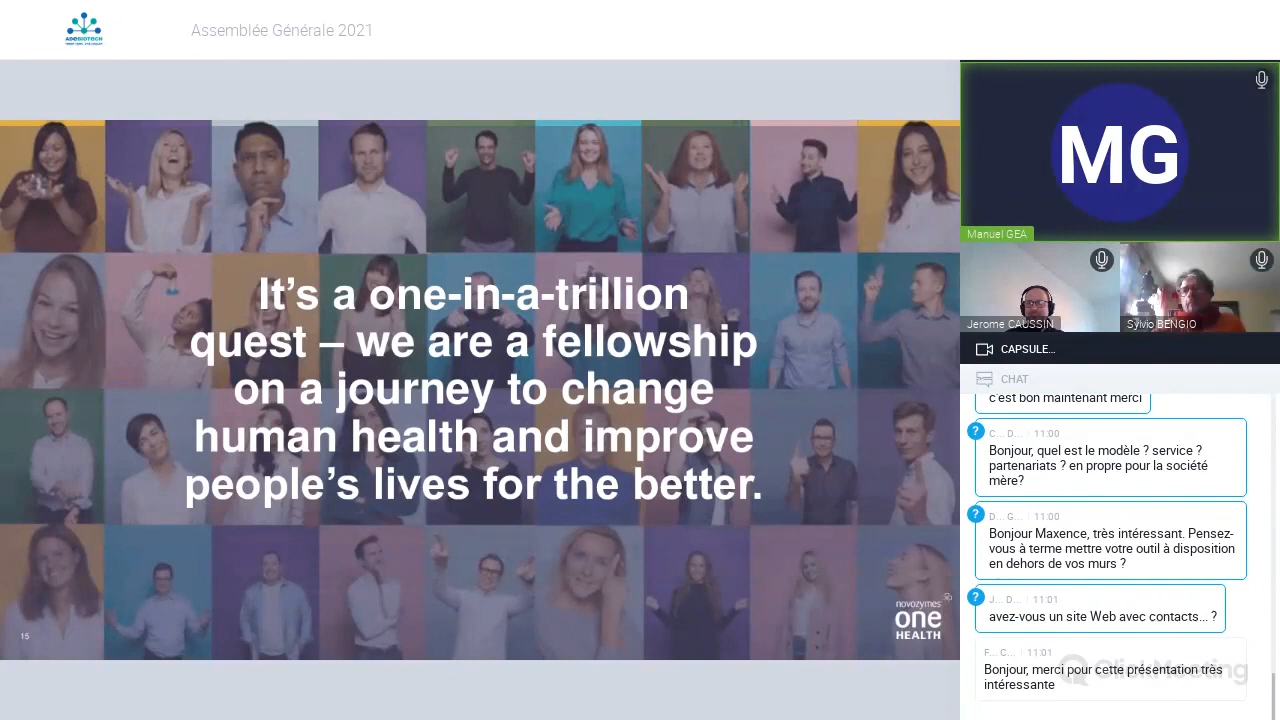 ADEBIOTECH
Assemblée Générale 2021
It’s a one-in-a-trillion
quest – we are a fellowship
on a journey to change
human health and improve
people’s lives for the better.
15
novozymes
one
HEALTH
MG
Manuel GEA
Jerome CAUSSIN
Sylvio BENGIO
CAPSULE...
CHAT
c'est bon maintenant merci
?
C... D... 11:00
Bonjour, quel est le modèle ? service ?
partenariats ? en propre pour la société
mère?
?
D... G... 11:00
Bonjour Maxence, très intéressant. Pensez-
vous à terme mettre votre outil à disposition
en dehors de vos murs ?
?
J... D... 11:01
avez-vous un site Web avec contacts... ?
F... C... 11:01
Bonjour, merci pour cette présentation très
intéressante
ClickMeeting